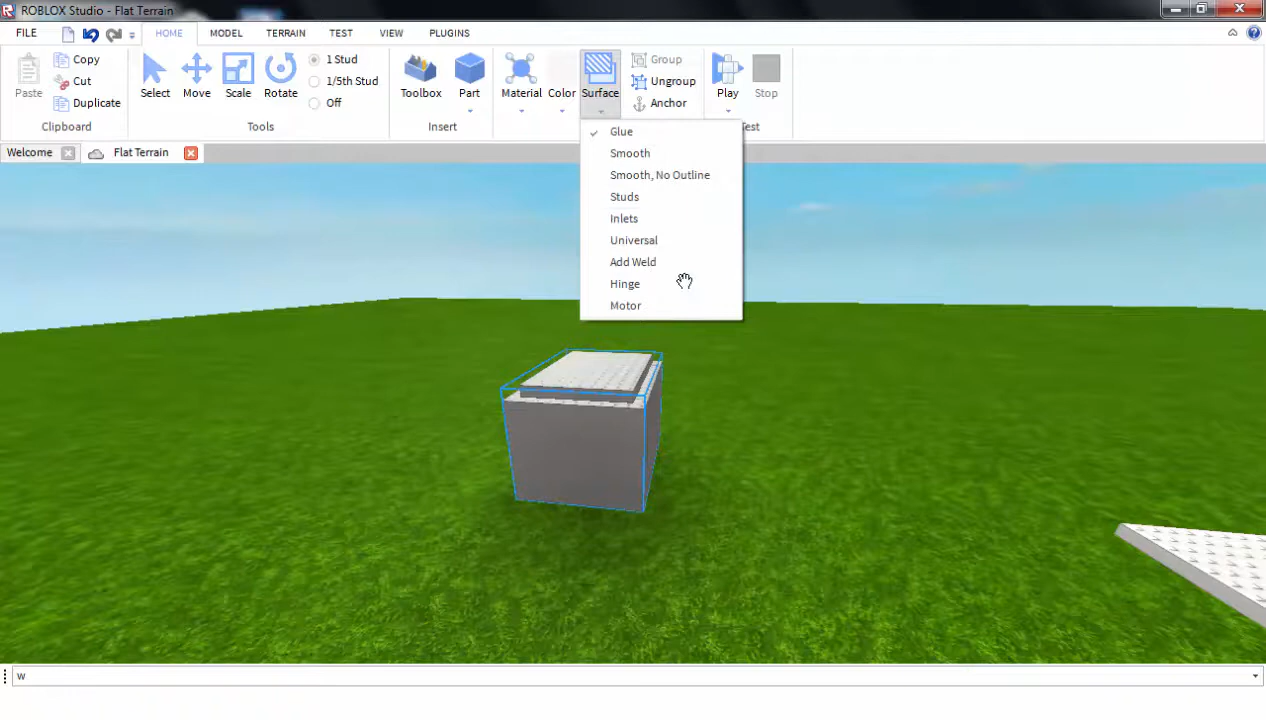 ROBLOX Studio - Flat Terrain
FILE HOME MODEL TERRAIN TEST VIEW PLUGINS
Paste
Copy
Cut
Duplicate
Clipboard
Select Move Scale Rotate
1 Stud
1/5th Stud
Off
Tools
Toolbox Part
Insert
Material Color Surface
Group
Ungroup
Anchor
Play Stop
est
Welcome Flat Terrain
Glue
Smooth
Smooth, No Outline
Studs
Inlets
Universal
Add Weld
Hinge
Motor
w